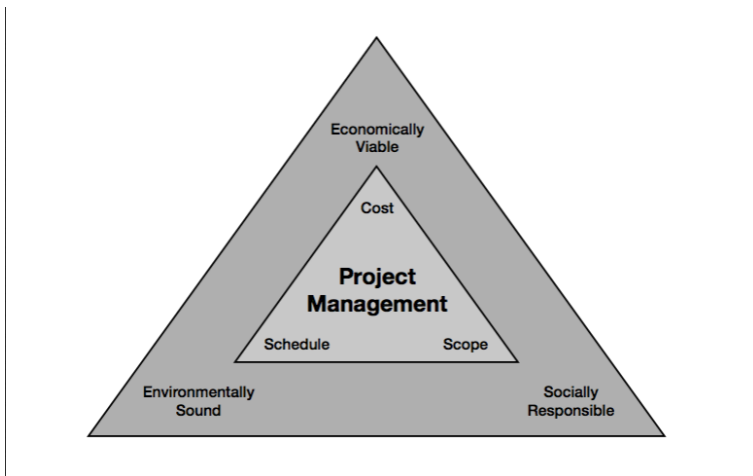 Economically
Viable
Cost
Project
Management
Schedule Scope
Environmentally
Sound
Socially
Responsible